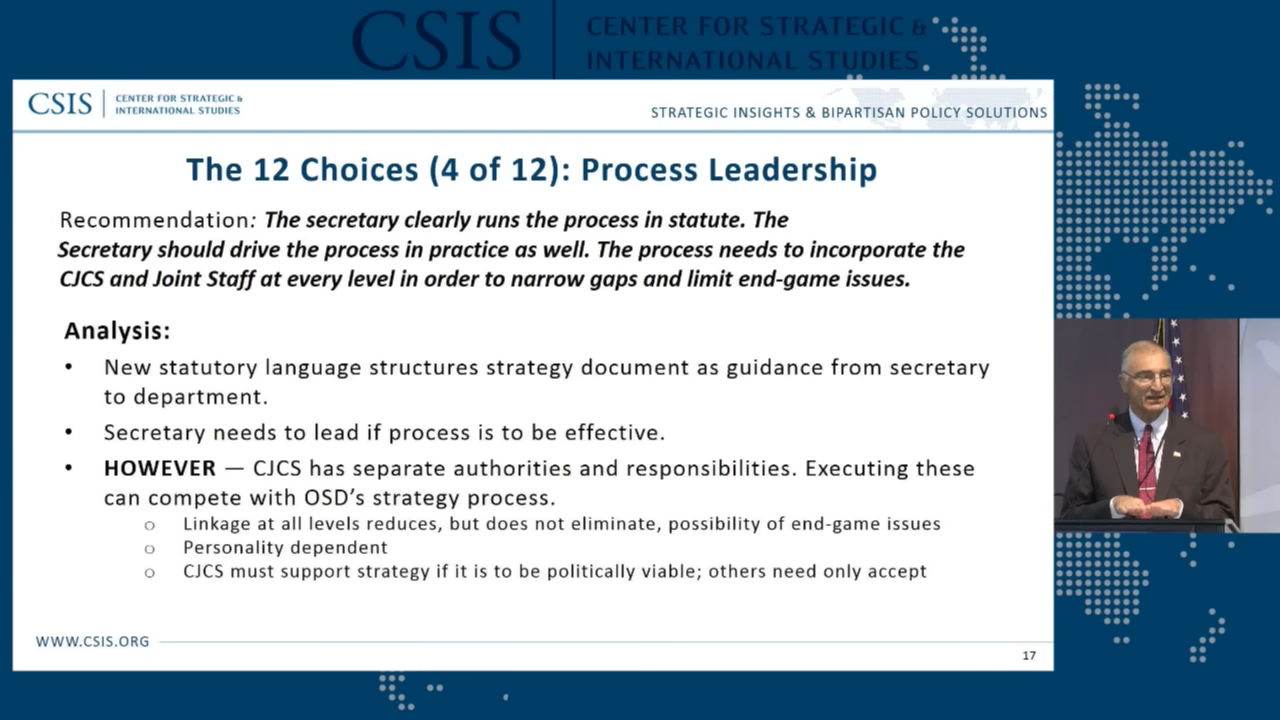 CSIS
CENTER FOR STRATEGIC &
INTERNATIONAL STUDIES
CSIS
CENTER FOR STRATEGIC &
INTERNATIONAL STUDIES
STRATEGIC INSIGHTS & BIPARTISAN POLICY SOLUTIONS
The 12 Choices (4 of 12): Process Leadership
Recommendation: The secretary clearly runs the process in statute. The
Secretary should drive the process in practice as well. The process needs to incorporate the
CJCS and Joint Staff at every level in order to narrow gaps and limit end-game issues.
Analysis:
• New statutory language structures strategy document as guidance from secretary
to department.
• Secretary needs to lead if process is to be effective.
• HOWEVER — CJCS has separate authorities and responsibilities. Executing these
can compete with OSD’s strategy process.
o Linkage at all levels reduces, but does not eliminate, possibility of end-game issues
o Personality dependent
o CJCS must support strategy if it is to be politically viable; others need only accept
WWW.CSIS.ORG
17